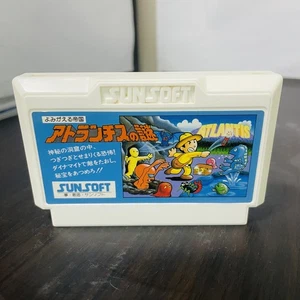 SUNSOFT
よみがえる帝国
アトランチスの謎
ATLANTIS
神秘の洞窟の中、
つぎつぎとせまりくる恐怖!
ダイナマイトで敵をたおし、
秘宝をあつめろ!!
SUNSOFT